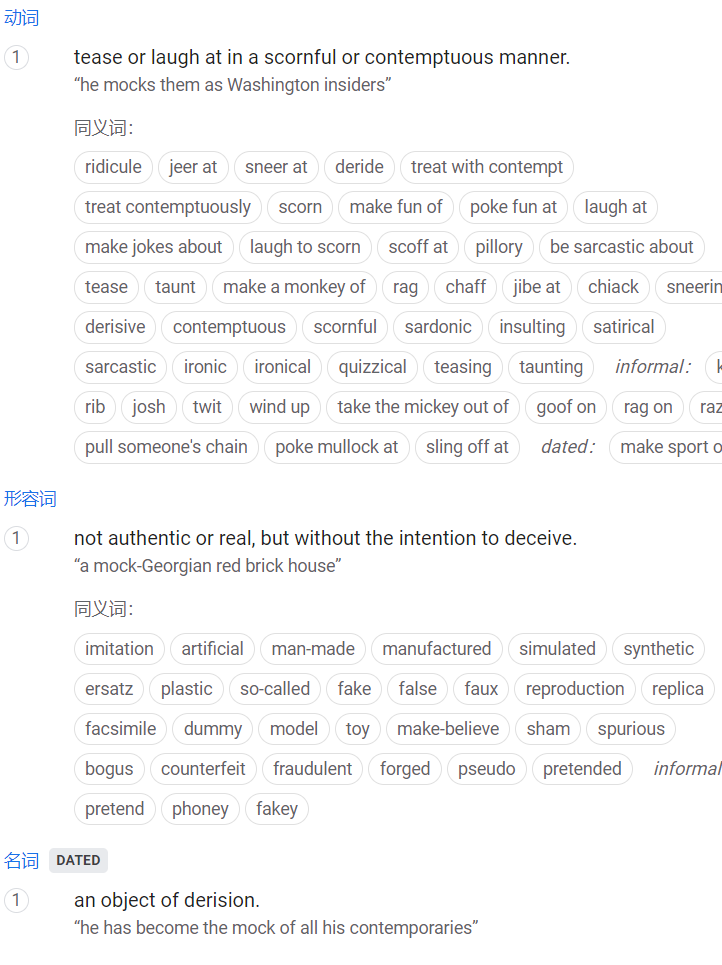 动词
1 tease or laugh at in a scornful or contemptuous manner.
“he mocks them as Washington insiders”
同义词：
ridicule jeer at sneer at deride treat with contempt
treat contemptuously scorn make fun of poke fun at laugh at
make jokes about laugh to scorn scoff at pillory be sarcastic about
tease taunt make a monkey of rag chaff jibe at chiack
derisive contemptuous scornful sardonic insulting satirical
sarcastic ironic ironical quizzical teasing taunting informal:
rib josh twit wind up take the mickey out of goof on rag on
pull someone's chain poke mullock at sling off at dated: make sport
形容词
1 not authentic or real, but without the intention to deceive.
“a mock-Georgian red brick house”
同义词：
imitation artificial man-made manufactured simulated synthetic
ersatz plastic so-called fake false faux reproduction replica
facsimile dummy model toy make-believe sham spurious
bogus counterfeit fraudulent forged pseudo pretended informal
pretend phoney fakey
名词 DATED
1 an object of derision.
“he has become the mock of all his contemporaries”